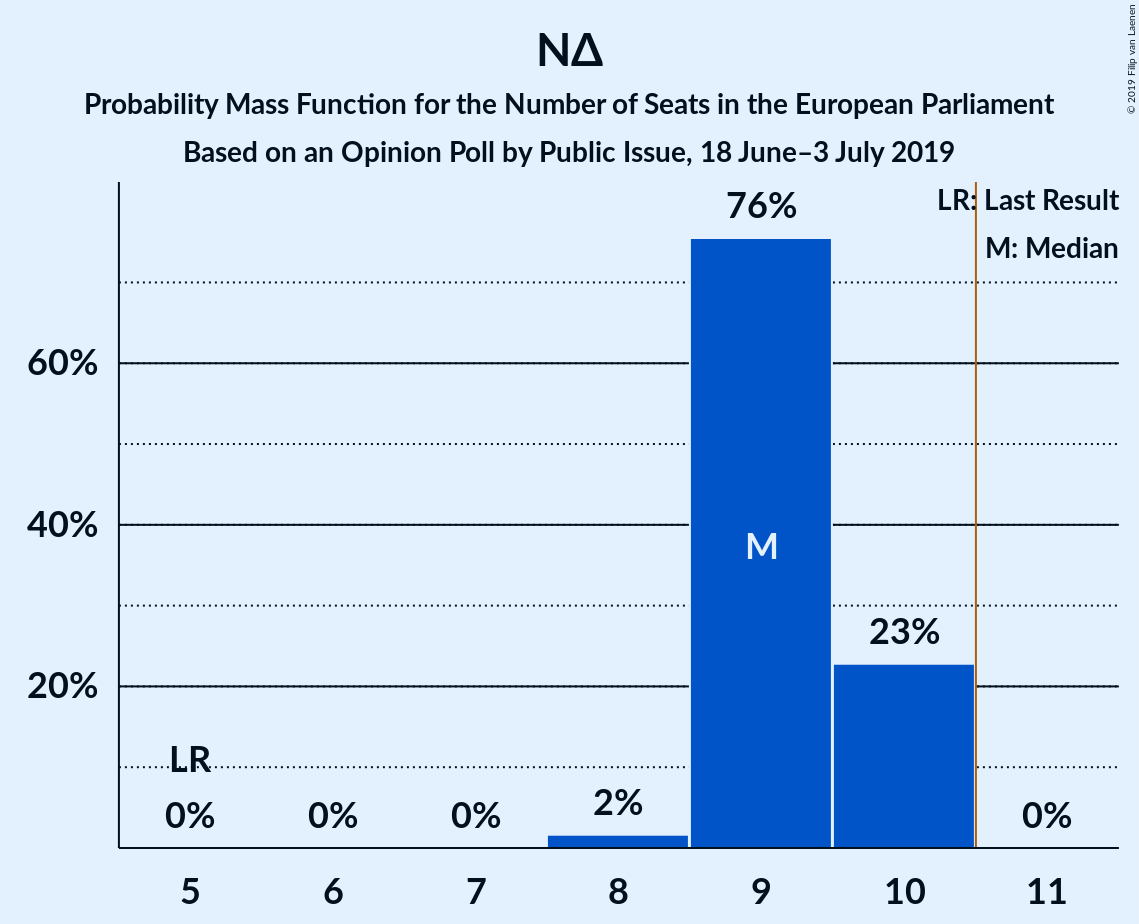 © 2019 Filip van Laenen
ΝΔ
Probability Mass Function for the Number of Seats in the European Parliament
Based on an Opinion Poll by Public Issue, 18 June–3 July 2019
LR: Last Result
M: Median
76%
60%
M
40%
23%
20%
LR
0% 0% 0% 2% 0%
5 6 7 8 9 10 11